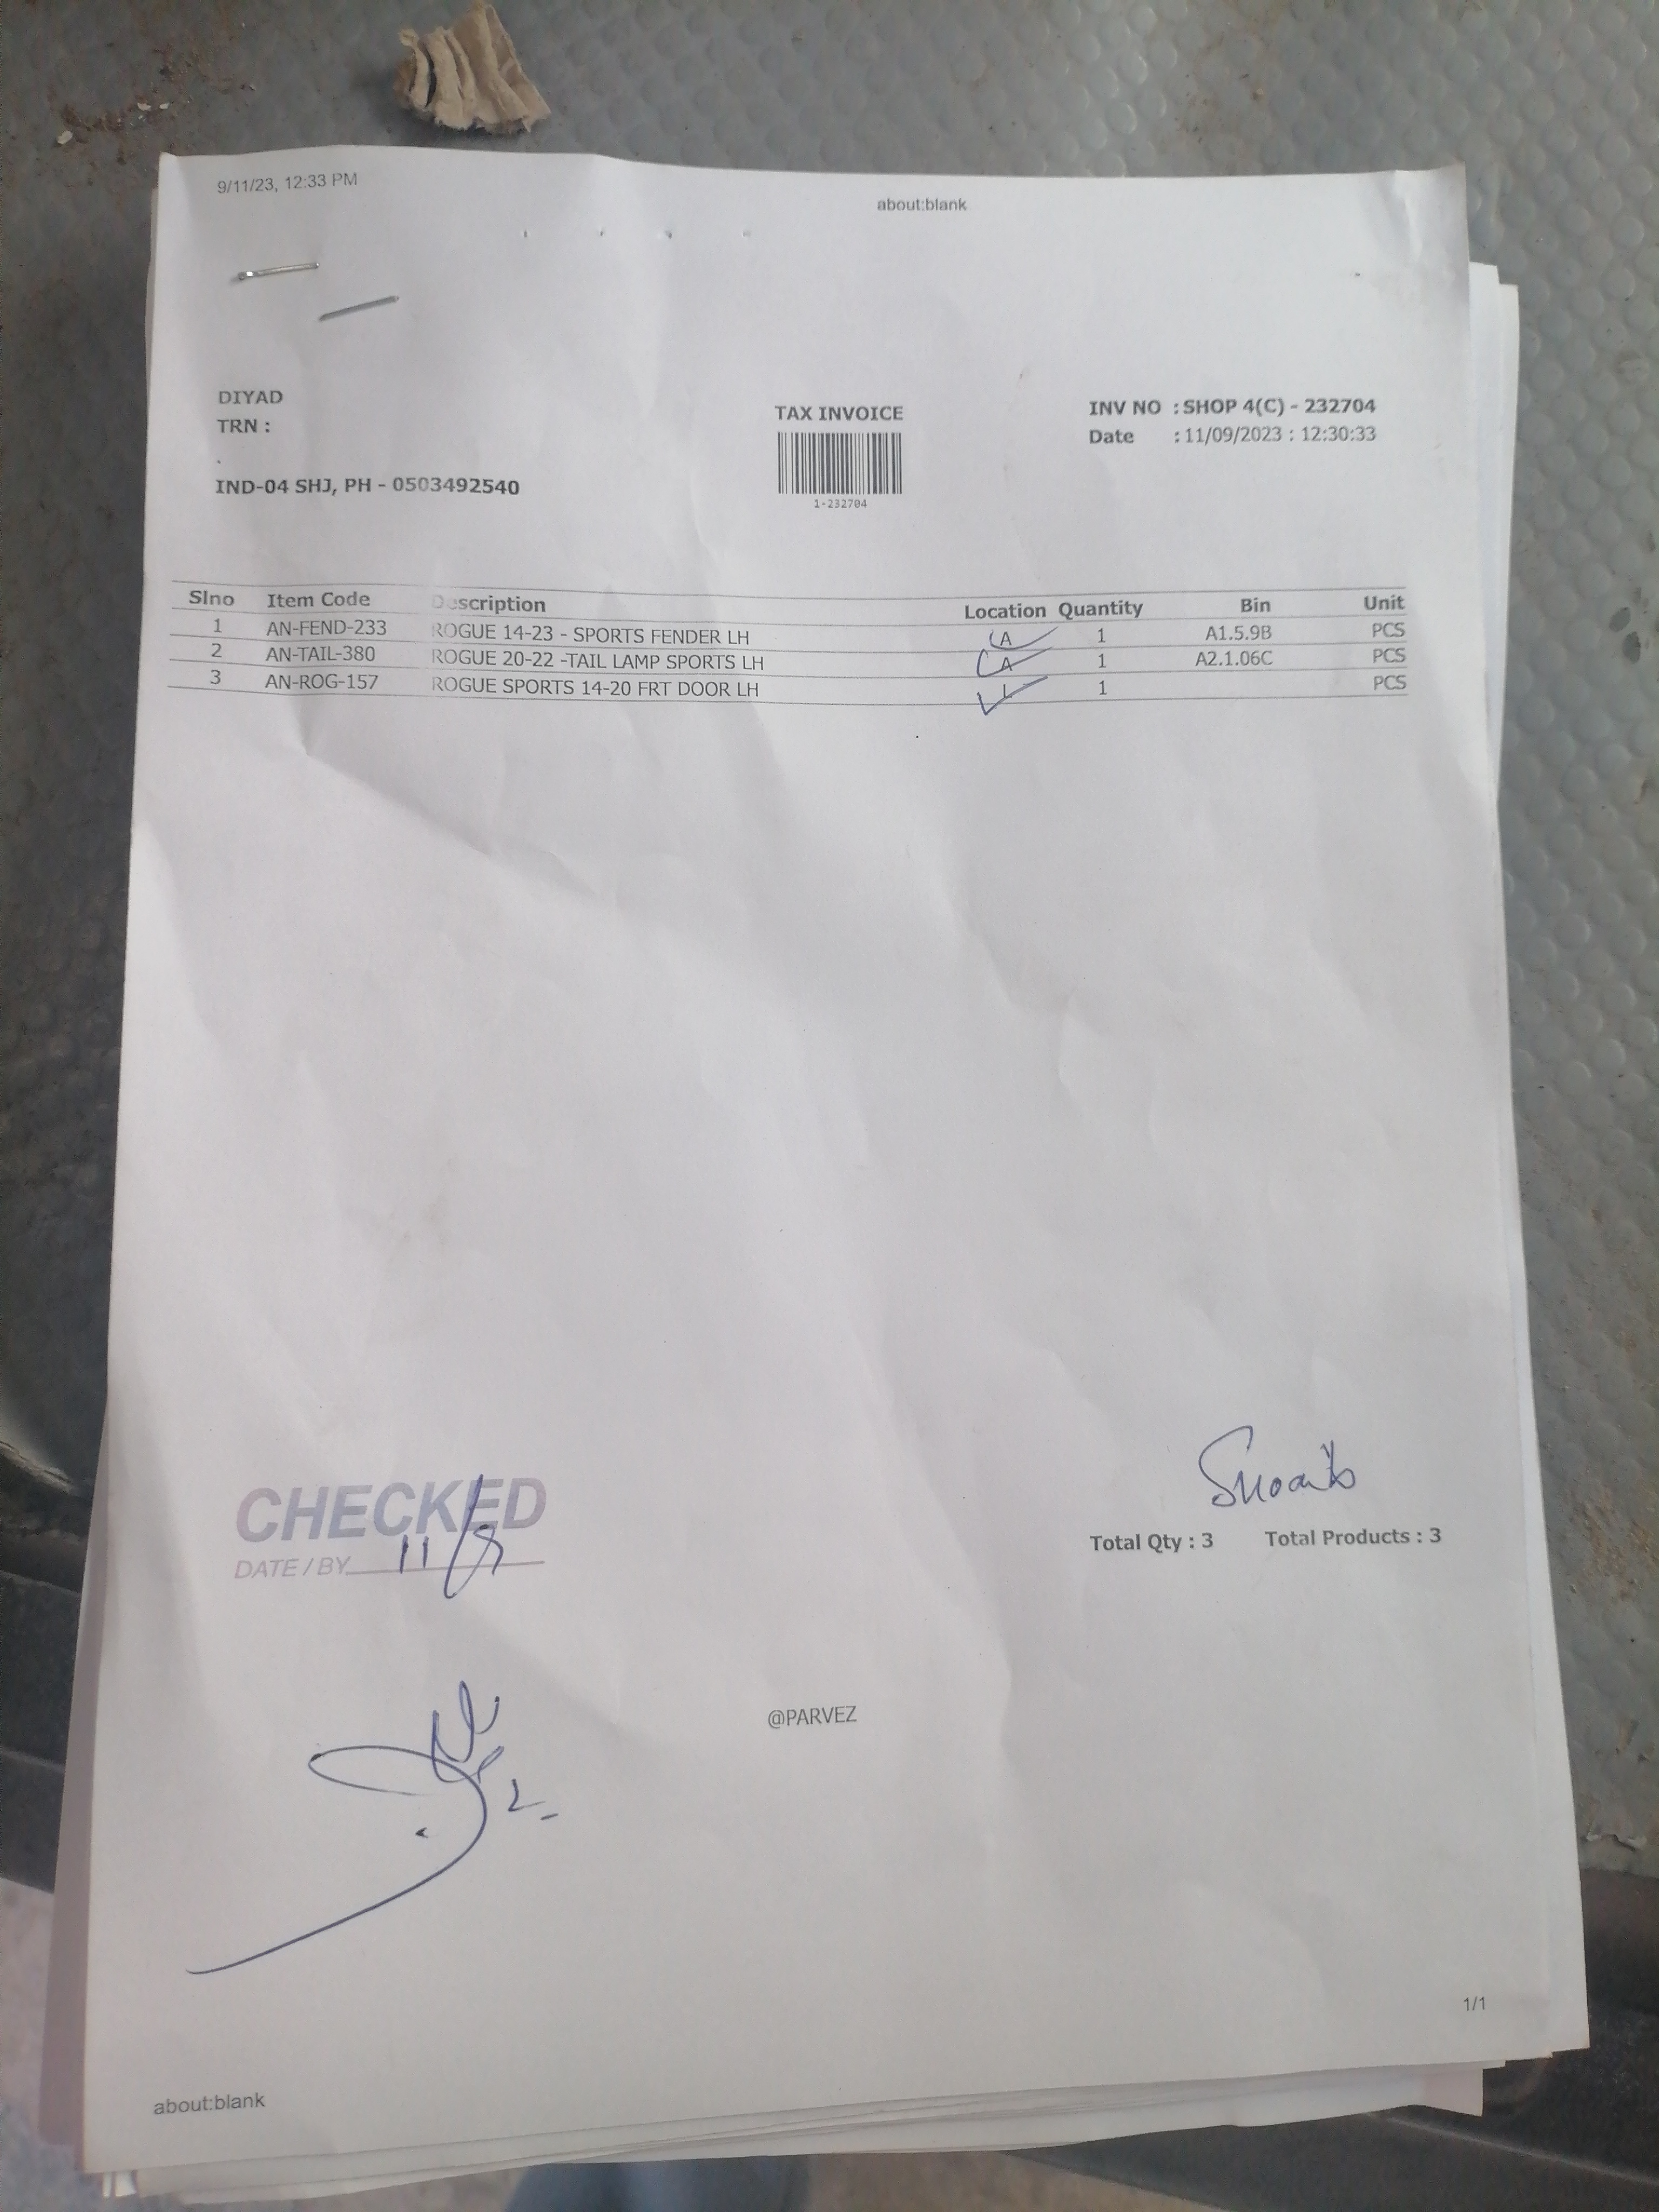 9/11/23, 12:33 PM
about:blank
DIYAD
TRN :
.
IND-04 SHJ, PH - 0503492540
TAX INVOICE
1-232704
INV NO : SHOP 4(C) - 232704
Date : 11/09/2023 : 12:30:33
Slno Item Code Description Location Quantity Bin Unit
1 AN-FEND-233 ROGUE 14-23 - SPORTS FENDER LH A 1 A1.5.9B PCS
2 AN-TAIL-380 ROGUE 20-22 -TAIL LAMP SPORTS LH A 1 A2.1.06C PCS
3 AN-ROG-157 ROGUE SPORTS 14-20 FRT DOOR LH L 1 PCS
CHECKED
DATE / BY 11/9
Shoaib
Total Qty : 3 Total Products : 3
@PARVEZ
1/1
about:blank